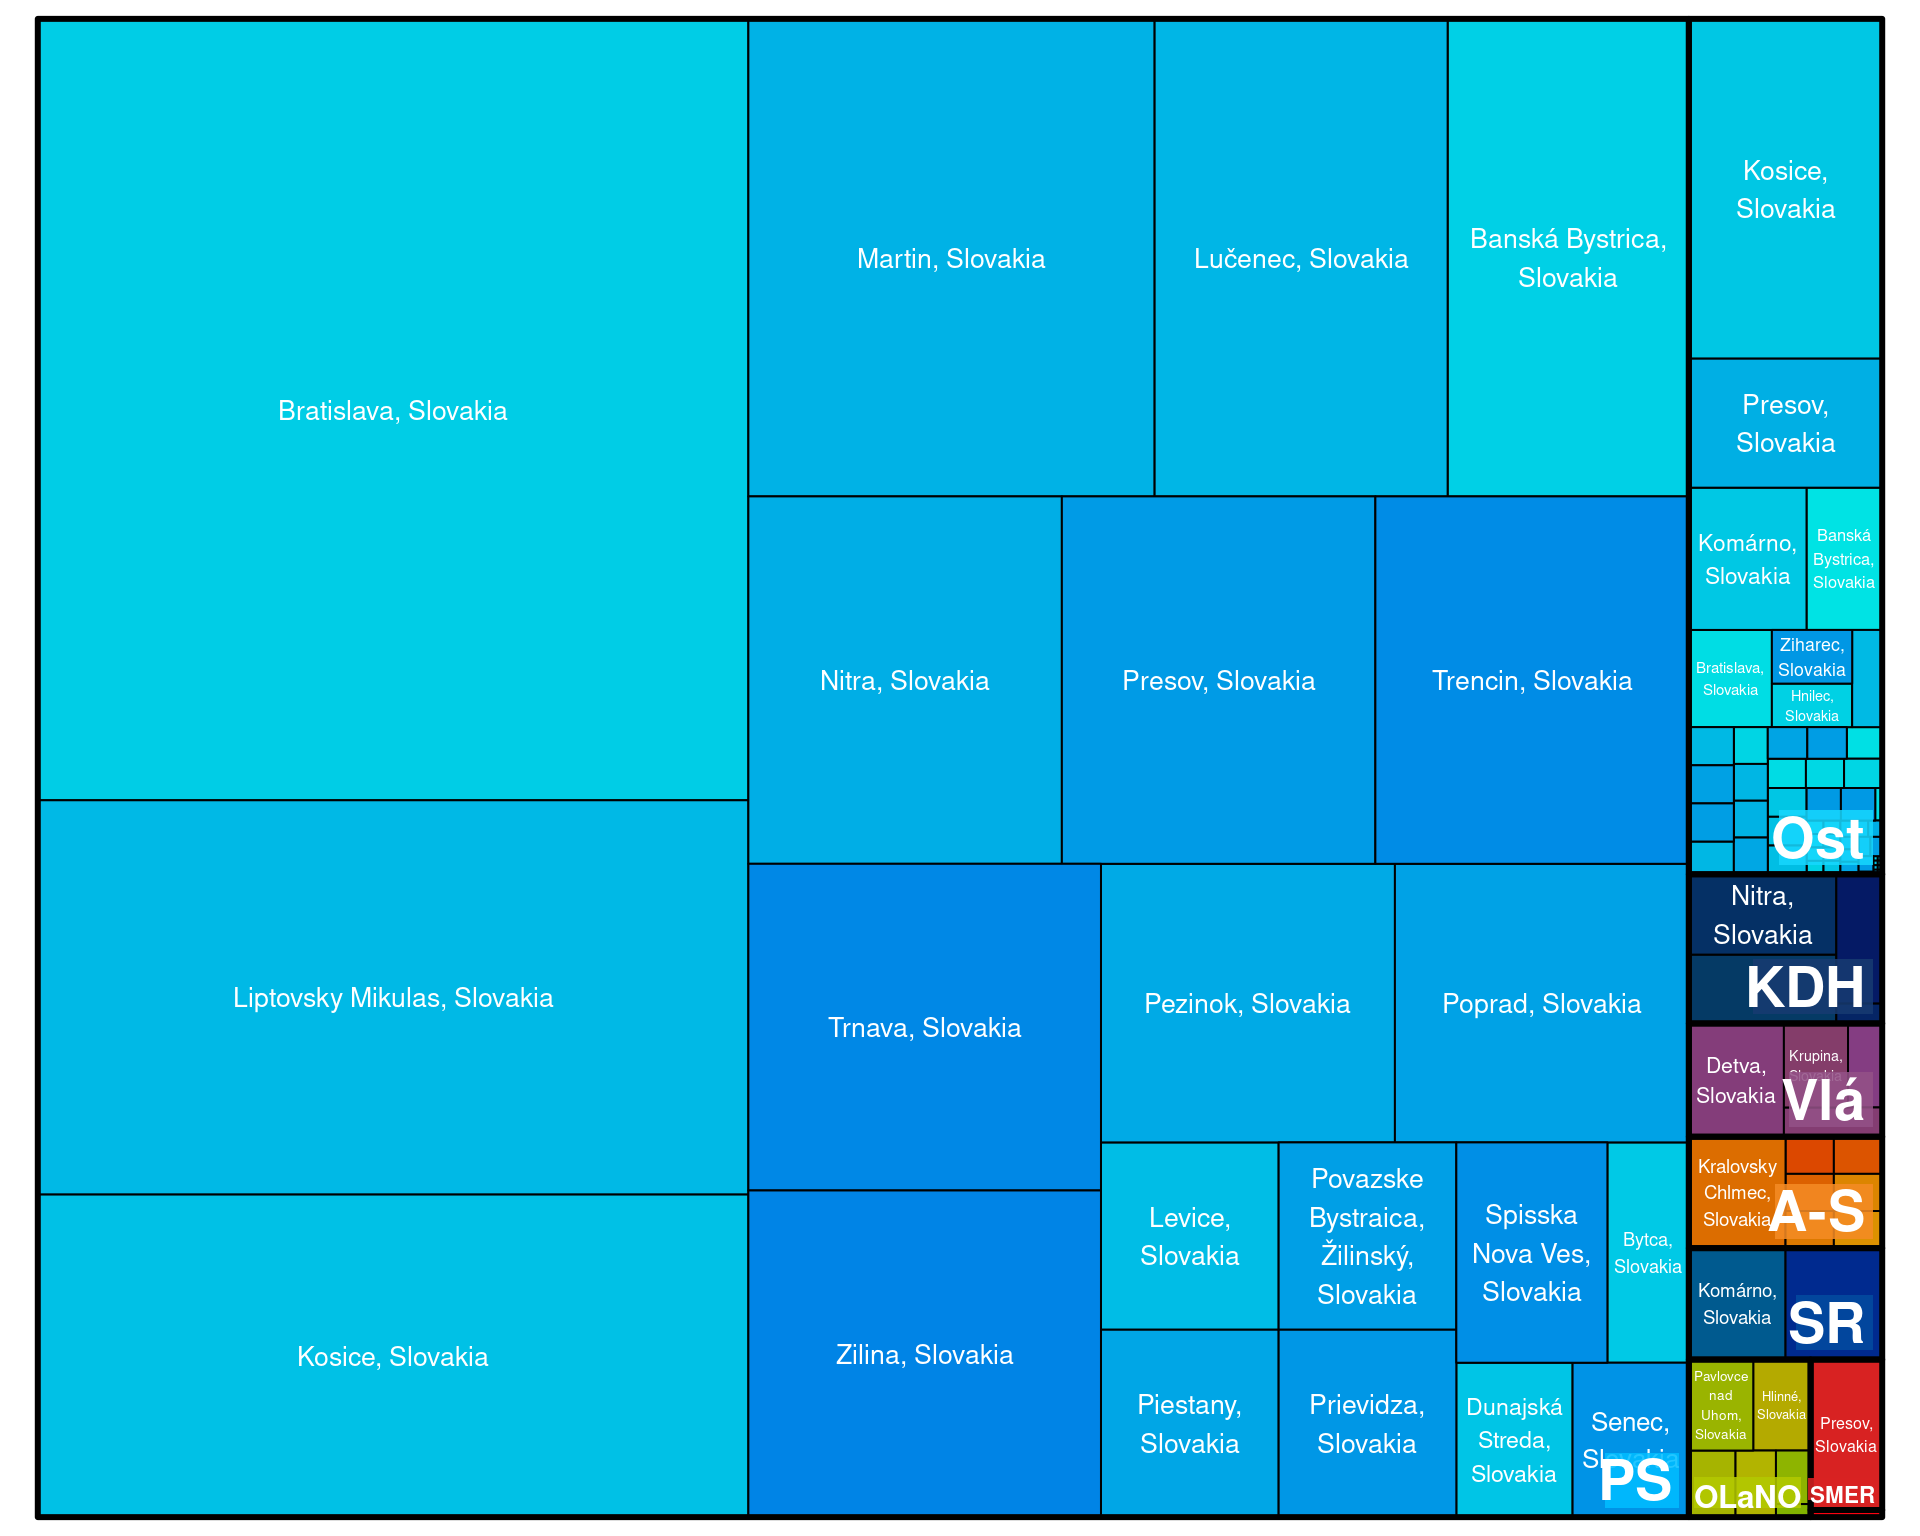 Bratislava, Slovakia
Liptovsky Mikulas, Slovakia
Kosice, Slovakia
Martin, Slovakia
Lučenec, Slovakia
Banská Bystrica,
Slovakia
Nitra, Slovakia
Presov, Slovakia
Trencin, Slovakia
Trnava, Slovakia
Zilina, Slovakia
Pezinok, Slovakia
Poprad, Slovakia
Levice,
Slovakia
Povazske
Bystraica,
Žilinský,
Slovakia
Spisska
Nova Ves,
Slovakia
Bytca,
Slovakia
Piestany,
Slovakia
Prievidza,
Slovakia
Dunajská
Streda,
Slovakia
Senec,
Slovakia
PS
Kosice,
Slovakia
Presov,
Slovakia
Komárno,
Slovakia
Banská
Bystrica,
Slovakia
Bratislava,
Slovakia
Ziharec,
Slovakia
Hnilec,
Slovakia
Ost
Nitra,
Slovakia
KDH
Detva,
Slovakia
Krupina,
Slovakia
Vlá
Kralovsky
Chlmec,
Slovakia
A-S
Komárno,
Slovakia
SR
Pavlovce
nad
Uhom,
Slovakia
Hlinné,
Slovakia
OLaNO
Presov,
Slovakia
SMER